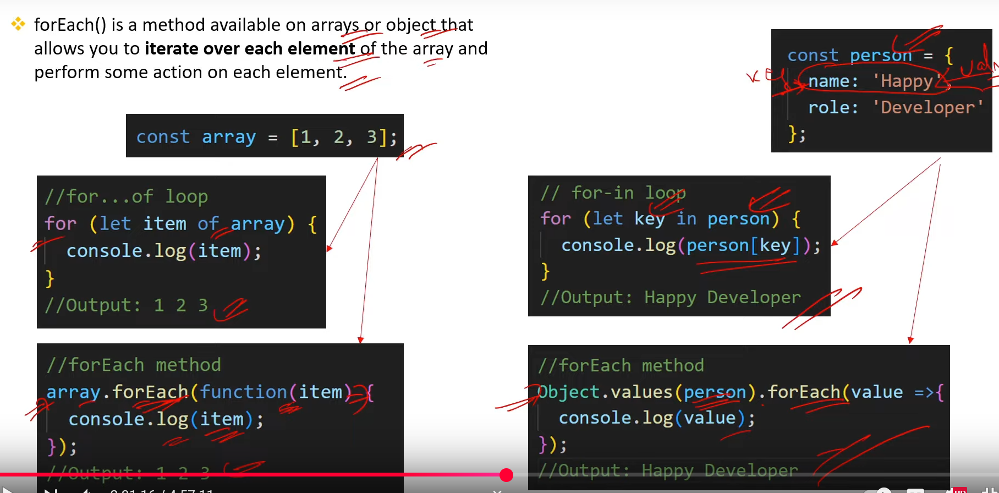 forEach() is a method available on arrays or object that
allows you to iterate over each element of the array and
perform some action on each element.
const person = {
name: 'Happy',
role: 'Developer'
};
key
const array = [1, 2, 3];
//for...of loop
for (let item of array) {
console.log(item);
}
//Output: 1 2 3
// for-in loop
for (let key in person) {
console.log(person[key]);
}
//Output: Happy Developer
//forEach method
array.forEach(function(item) {
console.log(item);
});
//Output: 1 2 3
//forEach method
Object.values(person).forEach(value =>{
console.log(value);
});
//Output: Happy Developer
HD